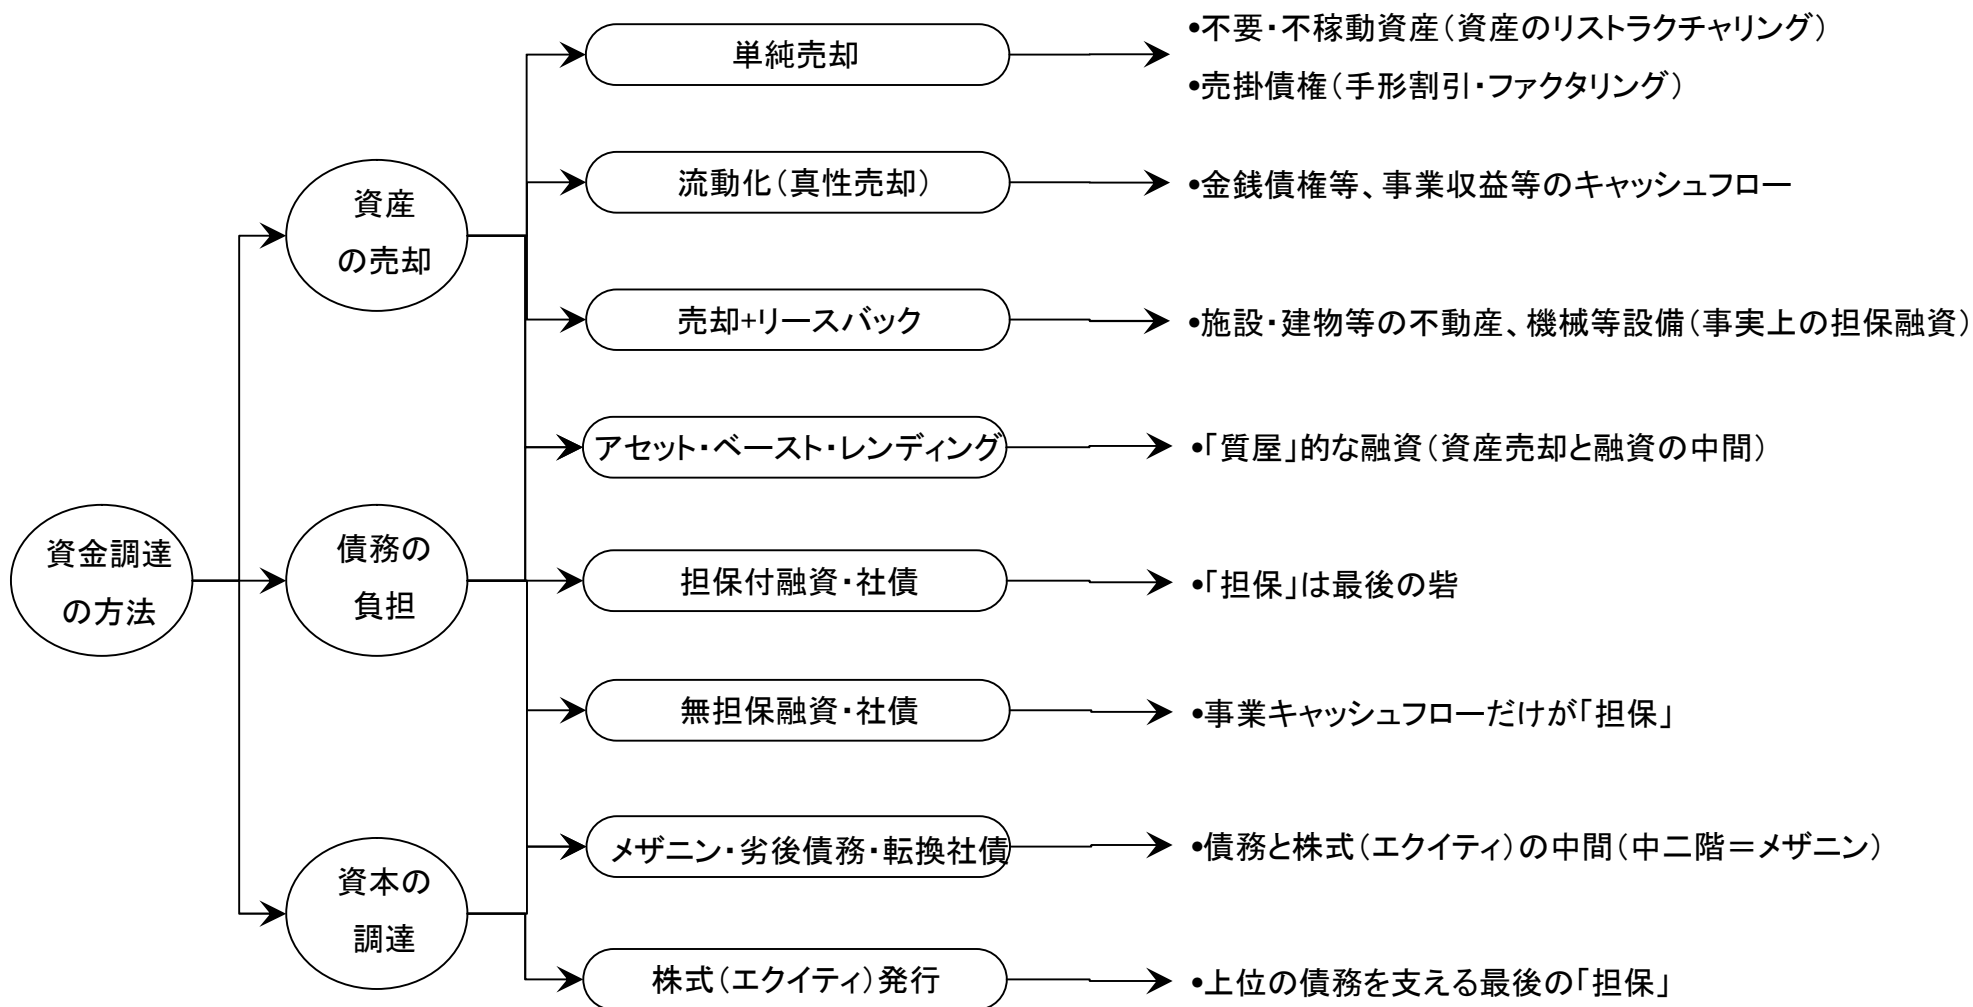 資金調達
の方法
資産
の売却
債務の
負担
資本の
調達
単純売却
•不要・不稼動資産(資産のリストラクチャリング)
•売掛債権(手形割引・ファクタリング)
流動化(真性売却)
•金銭債権等、事業収益等のキャッシュフロー
売却+リースバック
•施設・建物等の不動産、機械等設備(事実上の担保融資)
アセット・ベースト・レンディング
•「質屋」的な融資(資産売却と融資の中間)
担保付融資・社債
•「担保」は最後の砦
無担保融資・社債
•事業キャッシュフローだけが「担保」
メザニン・劣後債務・転換社債
•債務と株式(エクイティ)の中間(中二階=メザニン)
株式(エクイティ)発行
•上位の債務を支える最後の「担保」